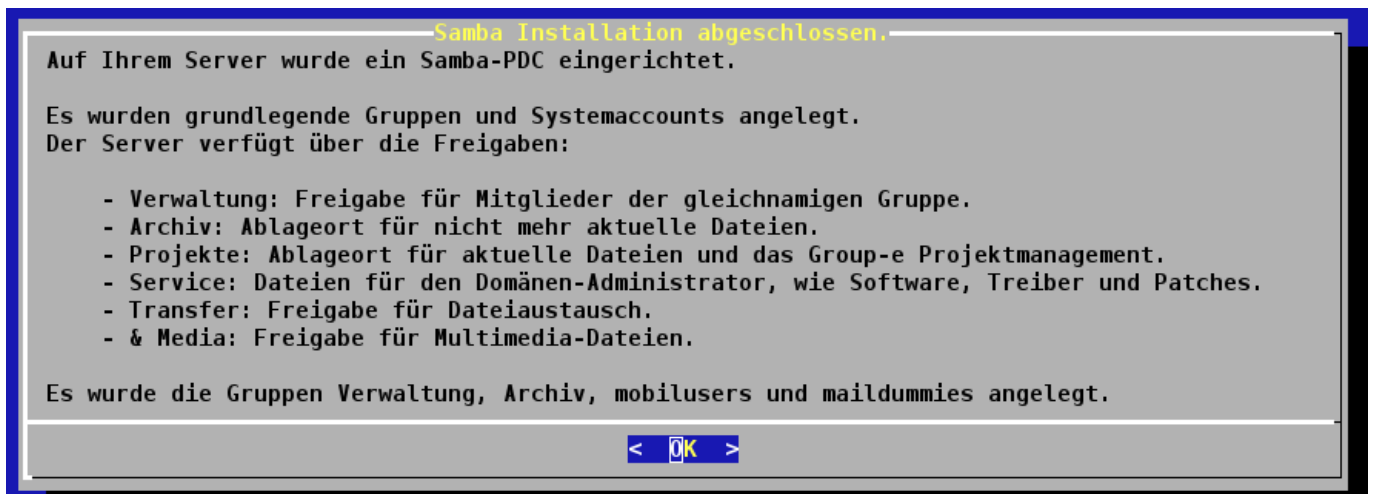 Samba Installation abgeschlossen.
Auf Ihrem Server wurde ein Samba-PDC eingerichtet.
Es wurden grundlegende Gruppen und Systemaccounts angelegt.
Der Server verfügt über die Freigaben:
- Verwaltung: Freigabe für Mitglieder der gleichnamigen Gruppe.
- Archiv: Ablageort für nicht mehr aktuelle Dateien.
- Projekte: Ablageort für aktuelle Dateien und das Group-e Projektmanagement.
- Service: Dateien für den Domänen-Administrator, wie Software, Treiber und Patches.
- Transfer: Freigabe für Dateiaustausch.
- & Media: Freigabe für Multimedia-Dateien.
Es wurde die Gruppen Verwaltung, Archiv, mobilusers und maildummies angelegt.
< OK >